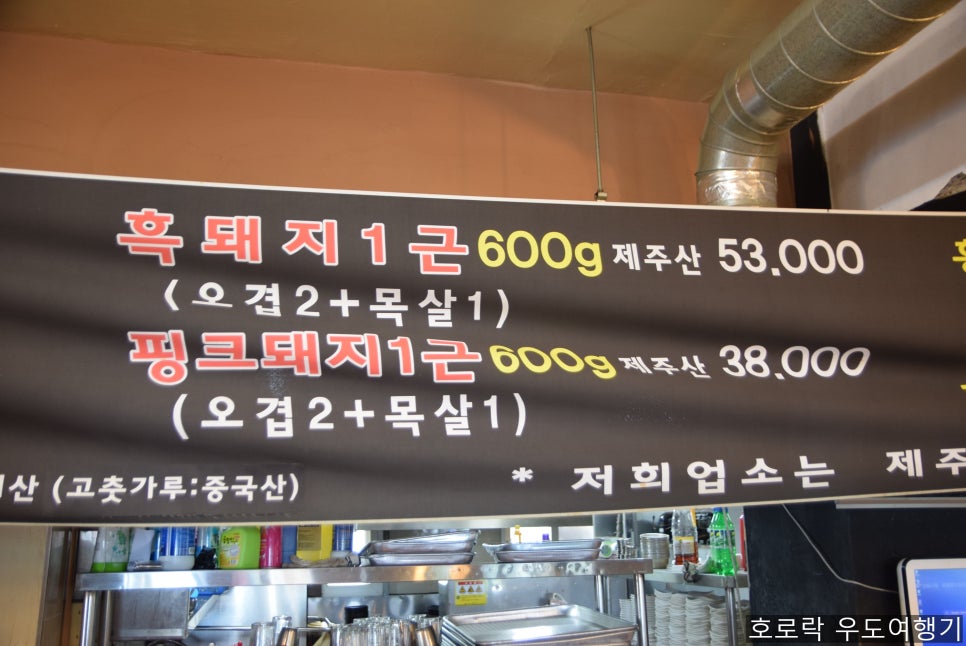 흑돼지1근 600g 제주산 53.000
(오겹2+목살1)
핑크돼지1근 600g 제주산 38.000
(오겹2+목살1)
산 (고춧가루:중국산)
* 저희업소는 제주
호로락 우도여행기